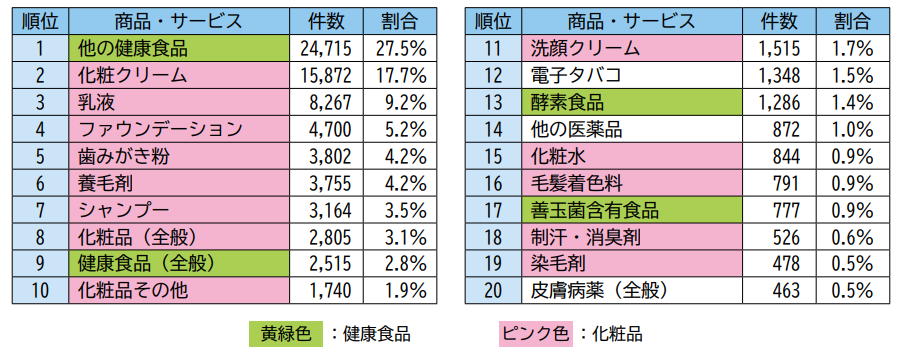 順位 商品・サービス 件数 割合
1 他の健康食品 24,715 27.5%
2 化粧クリーム 15,872 17.7%
3 乳液 8,267 9.2%
4 ファウンデーション 4,700 5.2%
5 歯みがき粉 3,802 4.2%
6 養毛剤 3,755 4.2%
7 シャンプー 3,164 3.5%
8 化粧品（全般） 2,805 3.1%
9 健康食品（全般） 2,515 2.8%
10 化粧品その他 1,740 1.9%
順位 商品・サービス 件数 割合
11 洗顔クリーム 1,515 1.7%
12 電子タバコ 1,348 1.5%
13 酵素食品 1,286 1.4%
14 他の医薬品 872 1.0%
15 化粧水 844 0.9%
16 毛髪着色料 791 0.9%
17 善玉菌含有食品 777 0.9%
18 制汗・消臭剤 526 0.6%
19 染毛剤 478 0.5%
20 皮膚病薬（全般） 463 0.5%
黄緑色 ：健康食品 ピンク色 ：化粧品